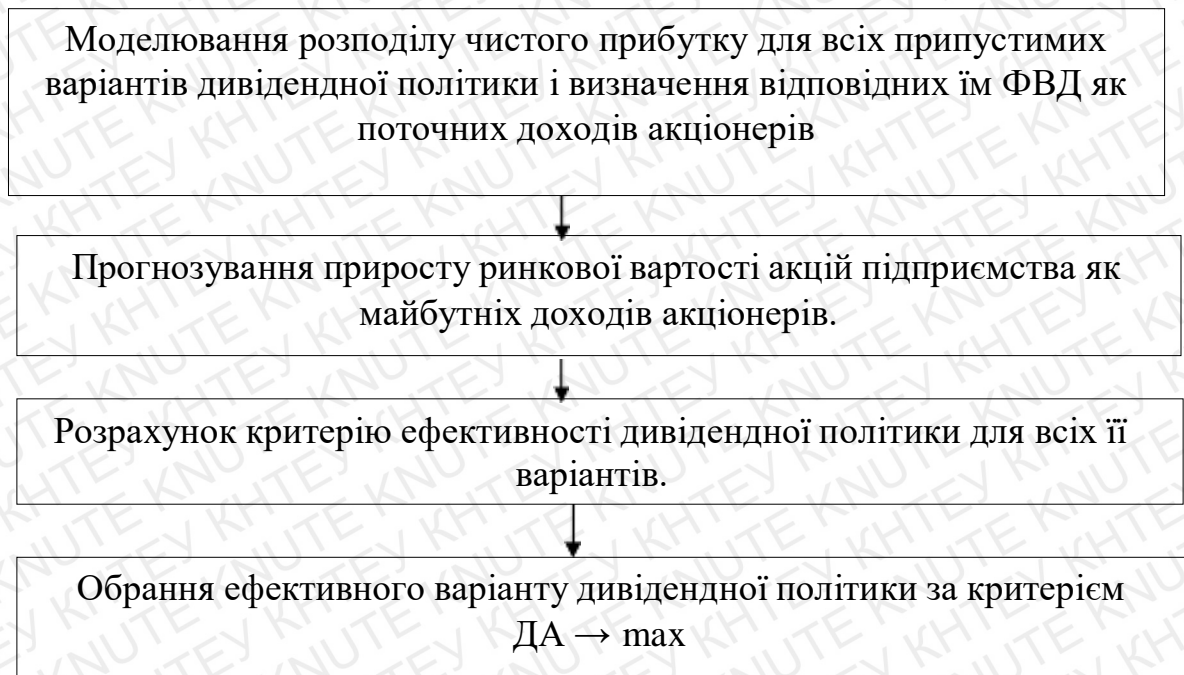 Моделювання розподілу чистого прибутку для всіх припустимих
варіантів дивідендної політики і визначення відповідних їм ФВД як
поточних доходів акціонерів
Прогнозування приросту ринкової вартості акцій підприємства як
майбутніх доходів акціонерів.
Розрахунок критерію ефективності дивідендної політики для всіх її
варіантів.
Обрання ефективного варіанту дивідендної політики за критерієм
ДА → max